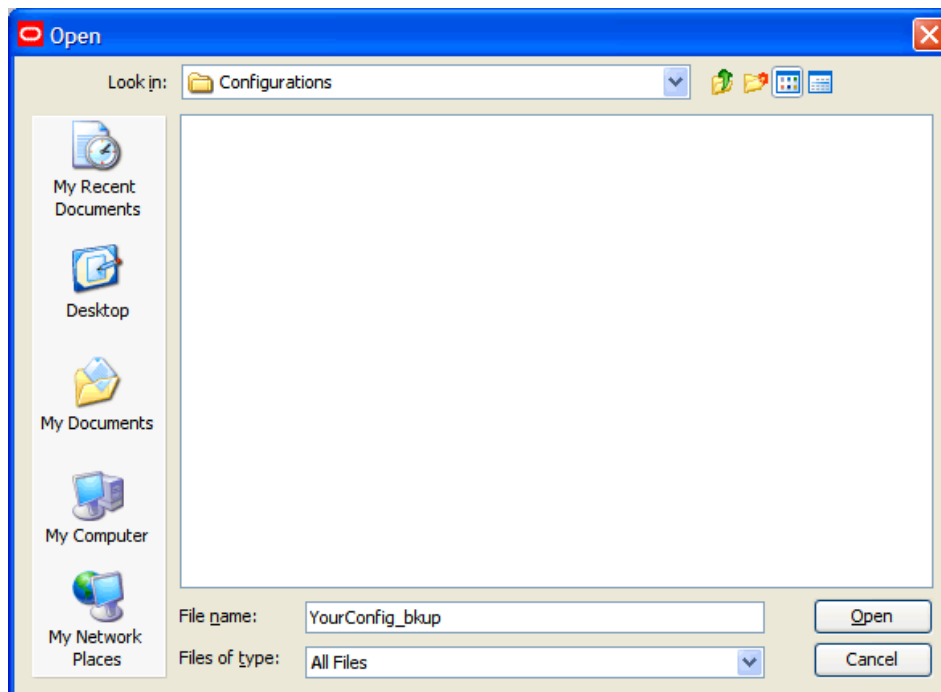 Open
Look in:
Configurations
My Recent
Documents
Desktop
My Documents
My Computer
My Network
Places
File name:
YourConfig_bkup
Open
Files of type:
All Files
Cancel